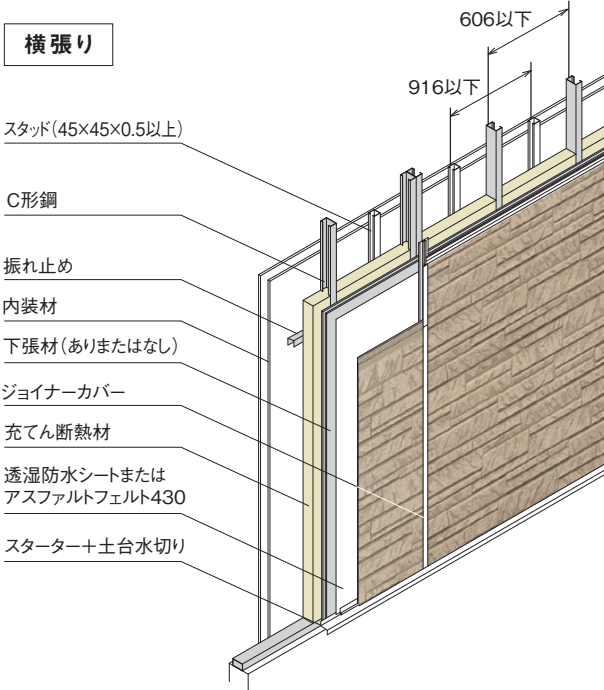 横張り
606以下
916以下
スタッド(45×45×0.5以上)
C形鋼
振れ止め
内装材
下張材(ありまたはなし)
ジョイナーカバー
充てん断熱材
透湿防水シートまたは
アスファルトフェルト430
スターター+土台水切り